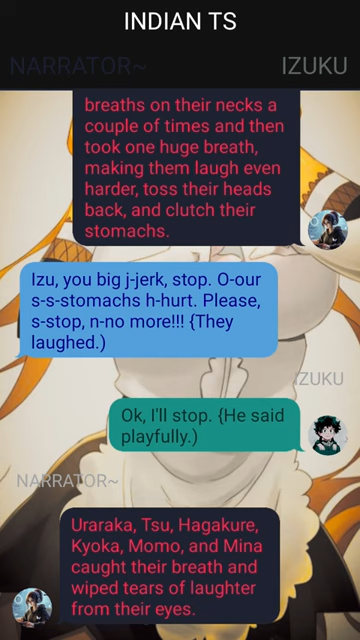 INDIAN TS
NARRATOR~
IZUKU
breaths on their necks a
couple of times and then
took one huge breath,
making them laugh even
harder, toss their heads
back, and clutch their
stomachs.
Izu, you big j-jerk, stop. O-our
s-s-stomachs h-hurt. Please,
s-stop, n-no more!!! {They
laughed.)
IZUKU
Ok, I'll stop. {He said
playfully.)
NARRATOR~
Uraraka, Tsu, Hagakure,
Kyoka, Momo, and Mina
caught their breath and
wiped tears of laughter
from their eyes.